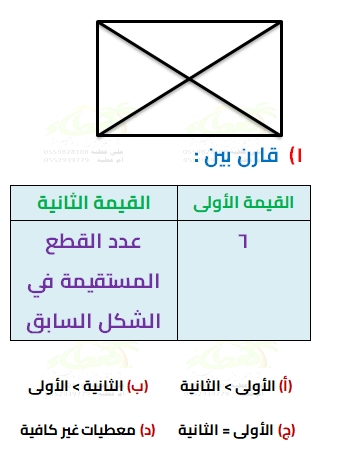 ١) قارن بين :
القيمة الأولى القيمة الثانية
٦ عدد القطع
المستقيمة في
الشكل السابق
(أ) الأولى > الثانية (ب) الثانية > الأولى
(ج) الأولى = الثانية (د) معطيات غير كافية